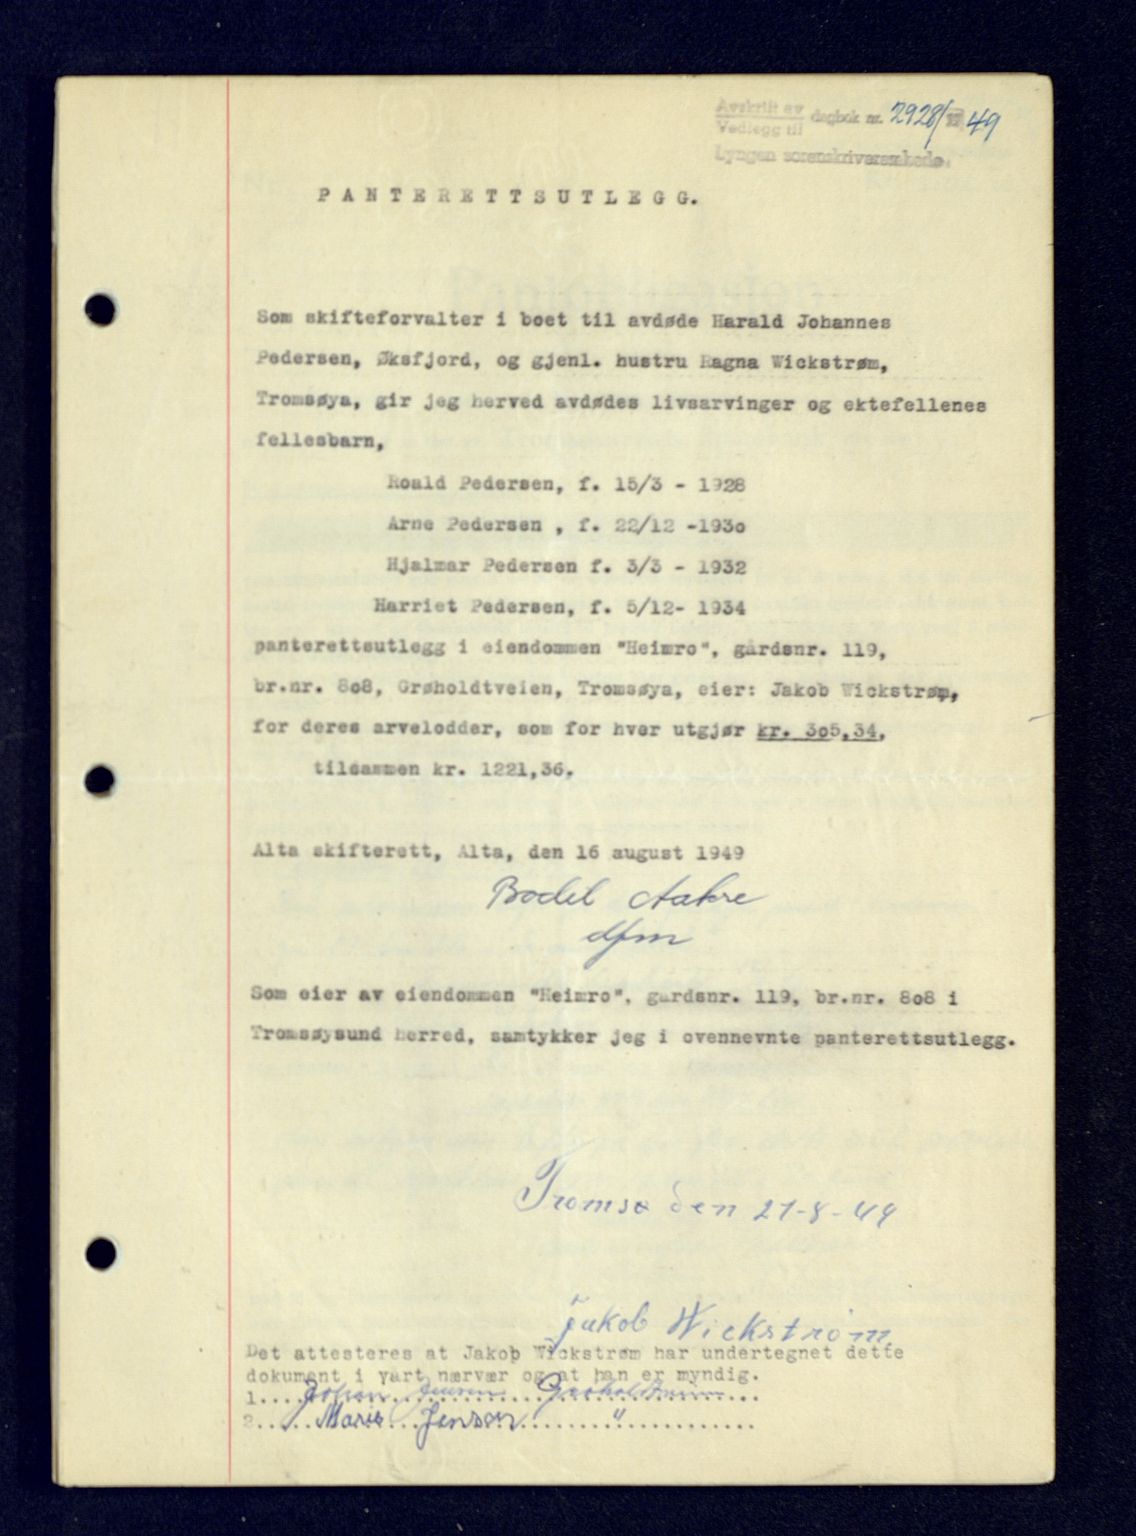 Avskrift av
Vedlegg til
dagbok nr. 2928/ 49
Lyngen sorenskriverembede.
PANTERETTSUTLEGG.
Som skifteforvalter i boet til avdøde Harald Johannes
Pedersen, Øksfjord, og gjenl. hustru Ragna Wickstrøm,
Tromsøya, gir jeg herved avdødes livsarvinger og ektefellenes
fellesbarn,
Roald Pedersen, f. 15/3 - 1928
Arne Pedersen , f. 22/12 -193o
Hjalmar Pedersen f. 3/3 - 1932
Harriet Pedersen, f. 5/12- 1934
panterettsutlegg i eiendommen "Heimro", gårdsnr. 119,
br.nr. 8o8, Grøholdtveien, Tromsøya, eier: Jakob Wickstrøm,
for deres arvelodder, som for hver utgjør kr. 3o5,34,
tilsammen kr. 1221,36.
Alta skifterett, Alta, den 16 august 1949
Bodil Aakre
dfm
Som eier av eiendommen "Heimro", gardsnr. 119, br.nr. 8o8 i
Tromsøysund herred, samtykker jeg i ovennevnte panterettsutlegg.
Tromsø den 27-8-49
Jakob Wickstrøm
Det attesteres at Jakob Wickstrøm har undertegnet dette
dokument i vårt nærvær og at han er myndig.
1.... Johan Jensen
2.... Marie Jensen "